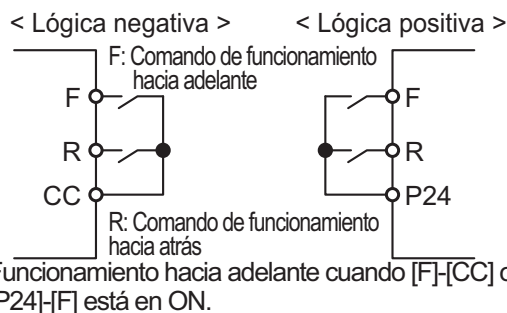 < Lógica negativa > < Lógica positiva >
F: Comando de funcionamiento
hacia adelante
F
F
R
R
CC
P24
R: Comando de funcionamiento
hacia atrás
Funcionamiento hacia adelante cuando [F]-[CC] o
P24]-[F] está en ON.